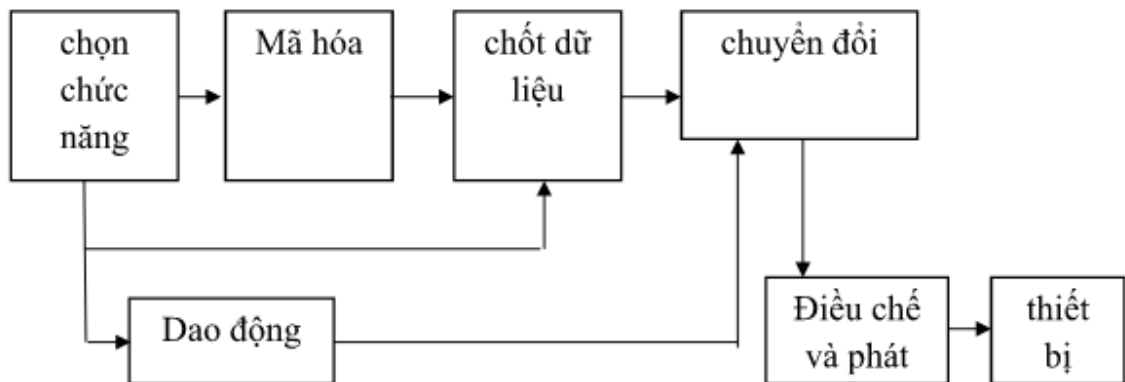 chọn
chức
năng
Mã hóa
chốt dữ
liệu
chuyển đổi
Dao động
Điều chế
và phát
thiết
bị